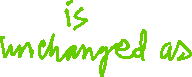 is
unchanged as